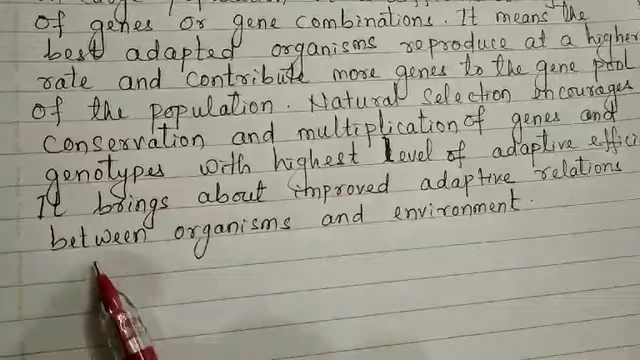 of genes or gene combinations. It means the
best adapted organisms reproduce at a higher
rate and contribute more genes to the gene pool
of the population. Natural Selection encourages
conservation and multiplication of genes and
genotypes with highest level of adaptive effici
It brings about improved adaptive relations
between organisms and environment.